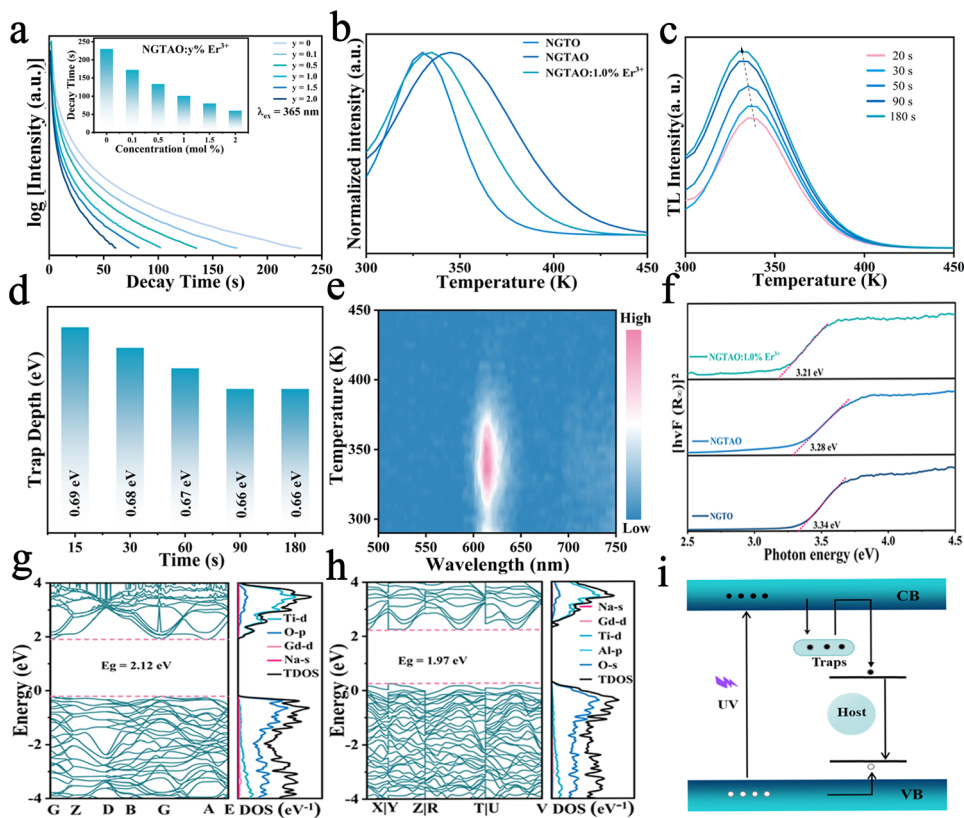 a
log [Intensity (a.u.)]
Decay Time (s)
0 50 100 150 200 250
NGTAO:y% Er³⁺
Decay Time (s)
250
200
150
100
50
0
0 0.1 0.5 1 1.5 2
Concentration (mol %)
y = 0
y = 0.1
y = 0.5
y = 1.0
y = 1.5
y = 2.0
λex = 365 nm
b
Normalized intensity (a.u.)
NGTO
NGTAO
NGTAO:1.0% Er³⁺
300 350 400 450
Temperature (K)
c
TL Intensity(a. u.)
20 s
30 s
50 s
90 s
180 s
300 350 400 450
Temperature (K)
d
Trap Depth (eV)
0.69 eV
0.68 eV
0.67 eV
0.66 eV
0.66 eV
15 30 60 90 180
Time (s)
e
Temperature (K)
450
400
350
300
500 550 600 650 700 750
Wavelength (nm)
High
Low
f
[hνF (R∞)]²
NGTAO:1.0% Er³⁺
3.21 eV
NGTAO
3.28 eV
NGTO
3.34 eV
2.5 3.0 3.5 4.0 4.5
Photon energy (eV)
g
Energy (eV)
4
2
0
−2
−4
Eg = 2.12 eV
G Z D B G A E
Ti-d
O-p
Gd-d
Na-s
TDOS
DOS (eV⁻¹)
h
Energy (eV)
4
2
0
−2
−4
Eg = 1.97 eV
X|Y Z|R T|U V
Na-s
Gd-d
Ti-d
Al-p
O-s
TDOS
DOS (eV⁻¹)
i
CB
Traps
UV
Host
VB